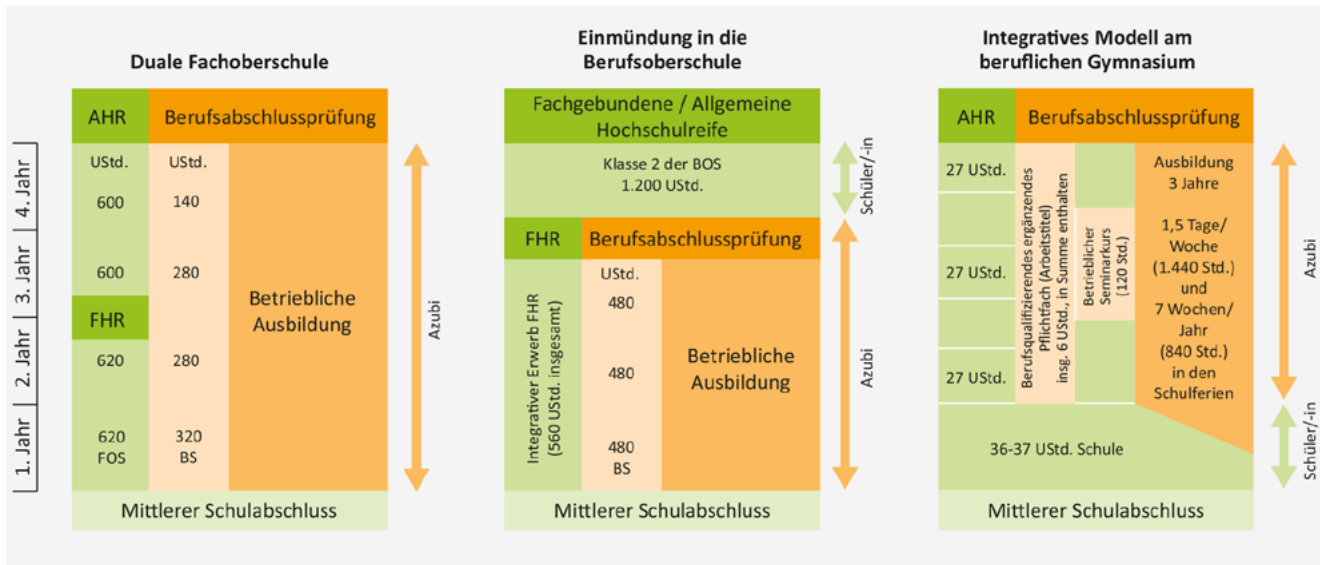 Duale Fachoberschule
AHR
Berufsabschlussprüfung
UStd.
UStd.
600
140
600
280
FHR
Betriebliche
Ausbildung
620
280
620
FOS
320
BS
Mittlerer Schulabschluss
4. Jahr
3. Jahr
2. Jahr
1. Jahr
Azubi
Einmündung in die
Berufsoberschule
Fachgebundene / Allgemeine
Hochschulreife
Klasse 2 der BOS
1.200 UStd.
Schüler/-in
FHR
Berufsabschlussprüfung
UStd.
480
Integrativer Erwerb FHR
(560 UStd. insgesamt)
480
Betriebliche
Ausbildung
480
BS
Azubi
Mittlerer Schulabschluss
Integratives Modell am
beruflichen Gymnasium
AHR
Berufsabschlussprüfung
27 UStd.
27 UStd.
27 UStd.
Berufsqualifizierendes ergänzendes
Pflichtfach (Arbeitstitel)
insg. 6 UStd., in Summe enthalten
Betrieblicher
Seminarkurs
(120 Std.)
Ausbildung
3 Jahre
1,5 Tage/
Woche
(1.440 Std.)
und
7 Wochen/
Jahr
(840 Std.)
in den
Schulferien
Azubi
36-37 UStd. Schule
Schüler/-in
Mittlerer Schulabschluss